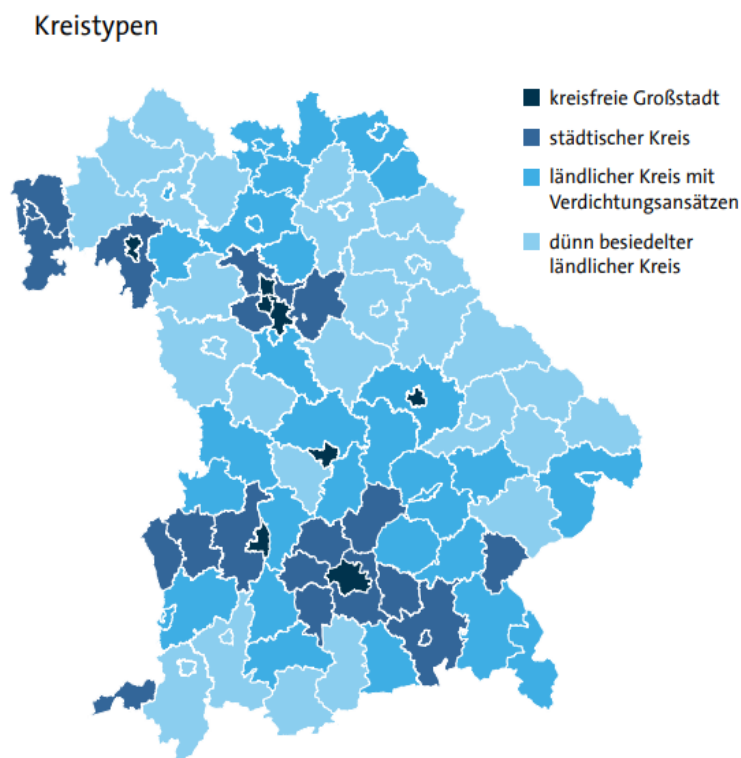 Kreistypen
kreisfreie Großstadt
städtischer Kreis
ländlicher Kreis mit
Verdichtungsansätzen
dünn besiedelter
ländlicher Kreis